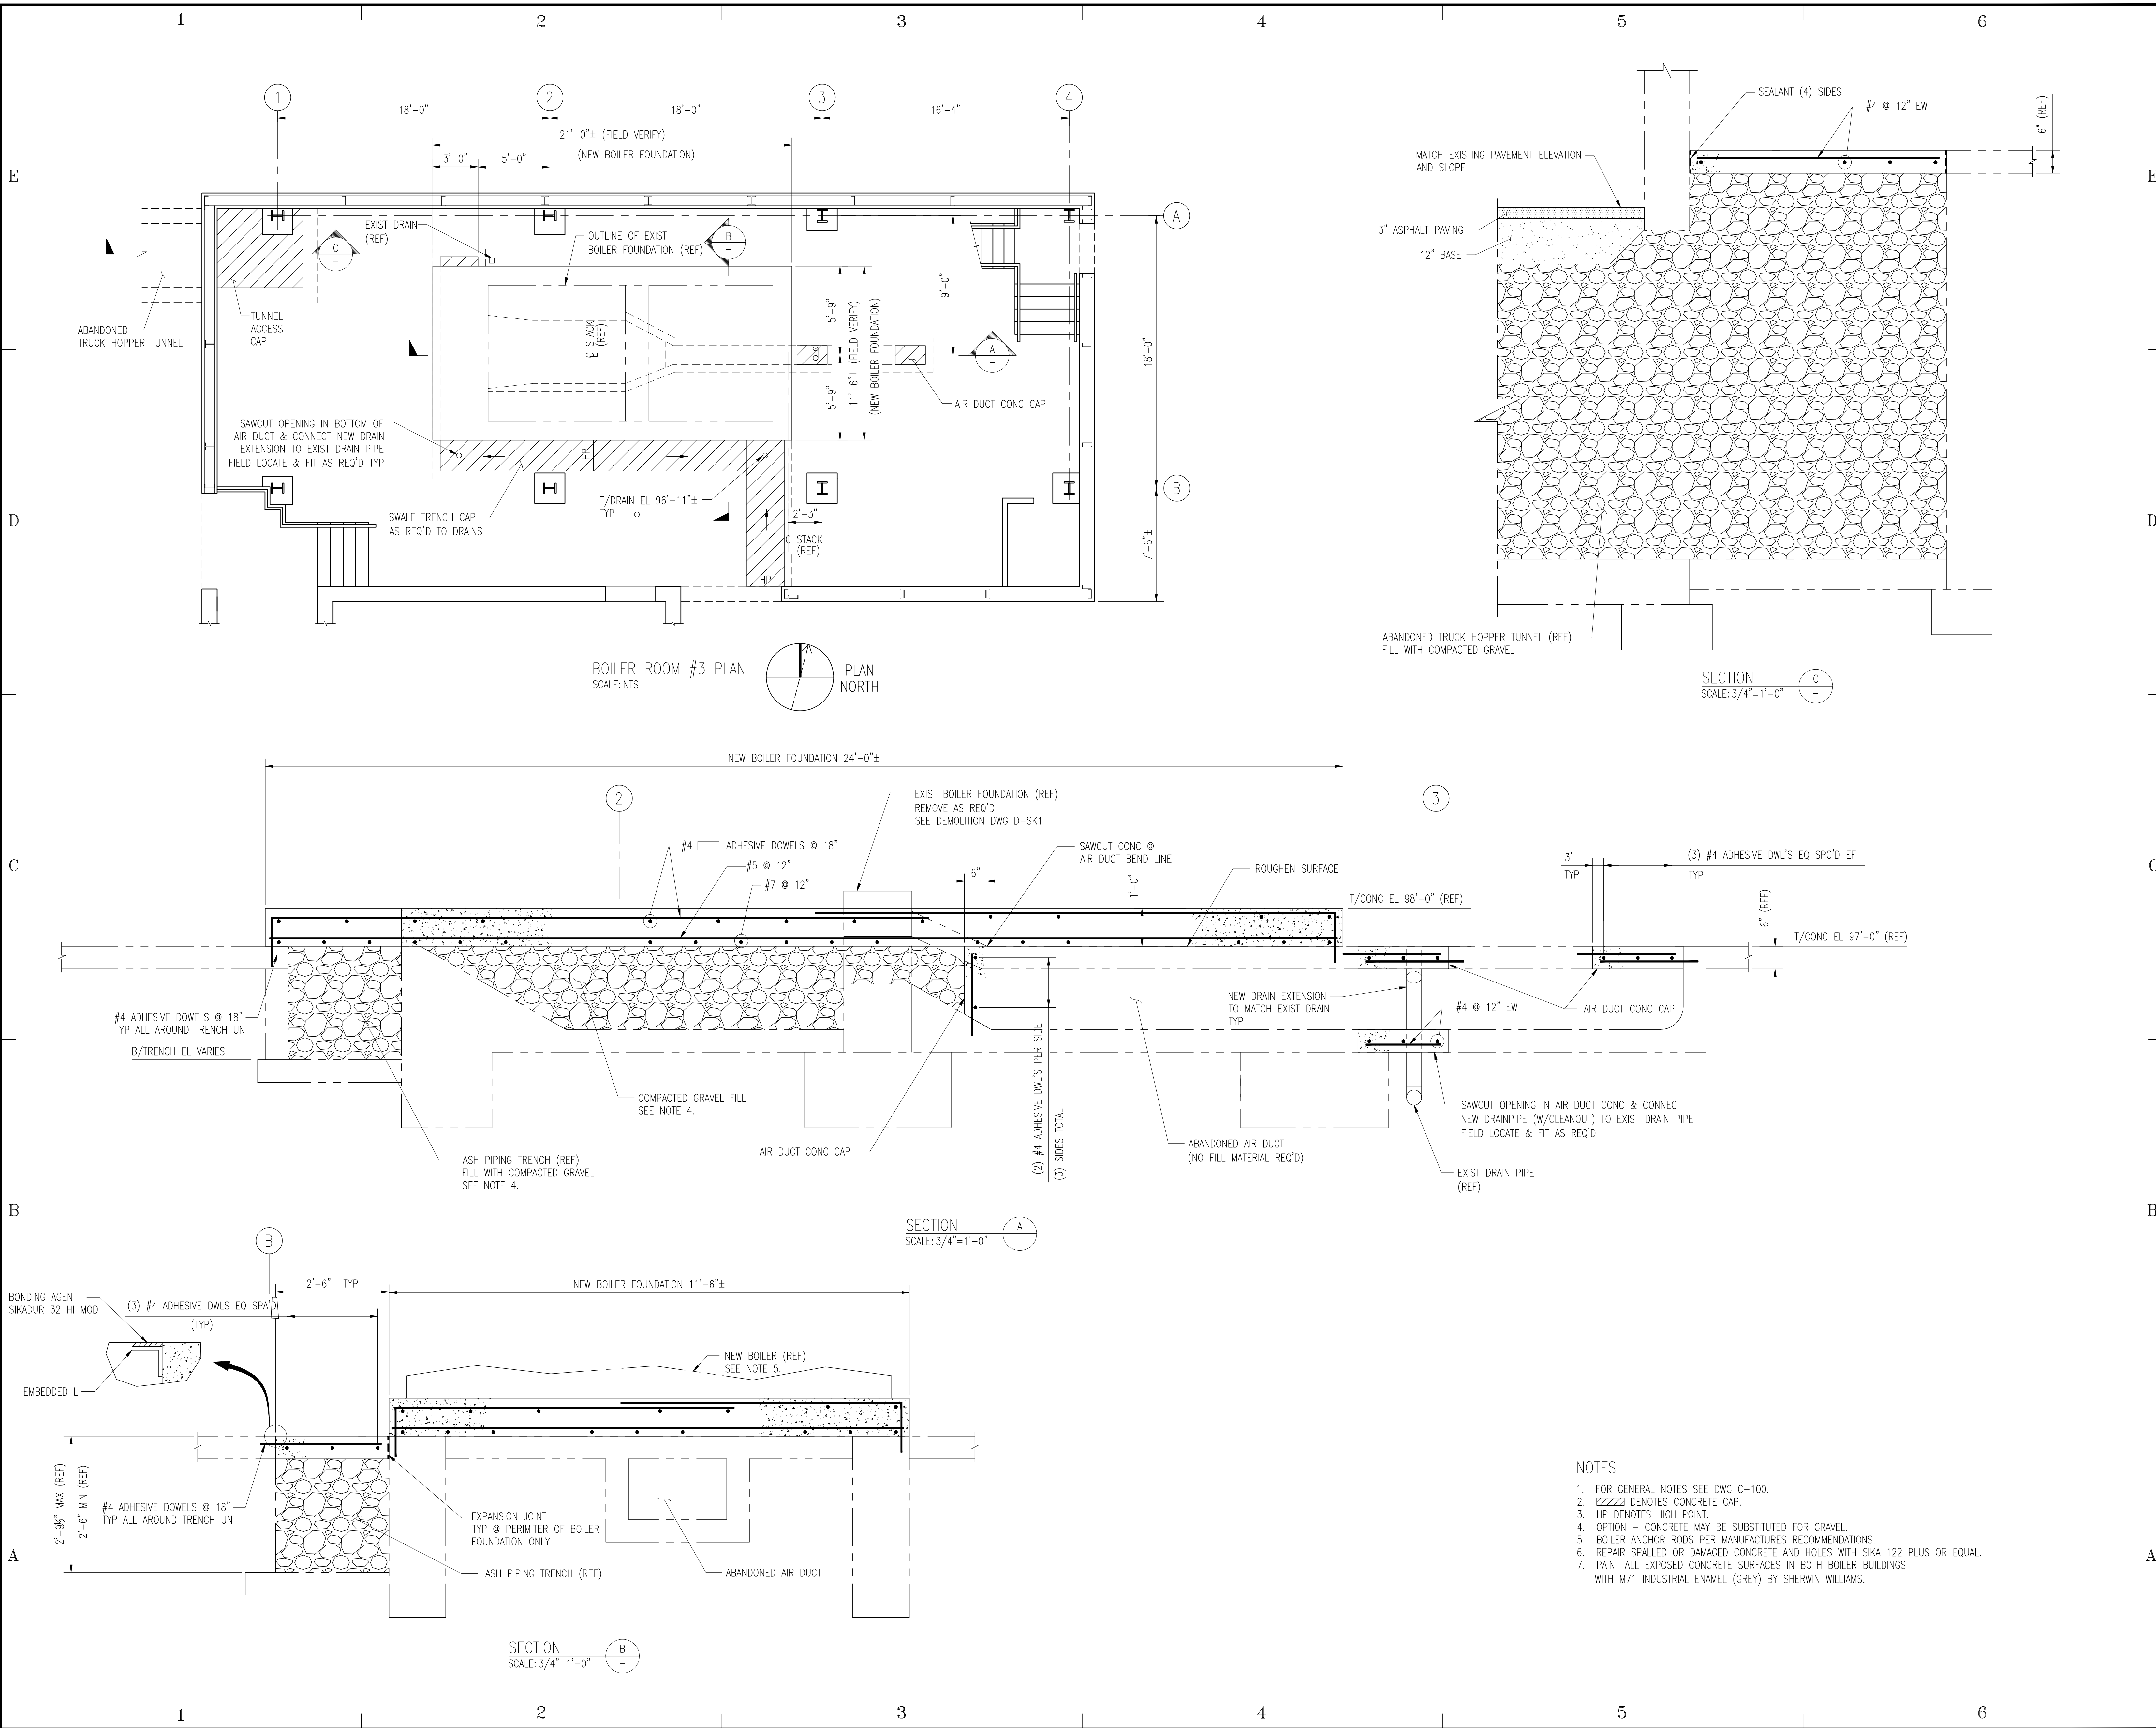 1 2 3 4 5 6
E
D
C
B
A
1
2
3
4
18'-0"
18'-0"
16'-4"
21'-0"± (FIELD VERIFY)
(NEW BOILER FOUNDATION)
3'-0"
5'-0"
EXIST DRAIN
(REF)
OUTLINE OF EXIST
BOILER FOUNDATION (REF)
B
-
C
-
A
B
9'-0"
18'-0"
7'-6"±
TUNNEL
ACCESS
CAP
ABANDONED
TRUCK HOPPER TUNNEL
℄ STACK
(REF)
5'-9"
5'-9"
11'-6"± (FIELD VERIFY)
(NEW BOILER FOUNDATION)
A
-
AIR DUCT CONC CAP
SAWCUT OPENING IN BOTTOM OF
AIR DUCT & CONNECT NEW DRAIN
EXTENSION TO EXIST DRAIN PIPE
FIELD LOCATE & FIT AS REQ'D TYP
HP
T/DRAIN EL 96'-11"±
TYP
SWALE TRENCH CAP
AS REQ'D TO DRAINS
2'-3"
℄ STACK
(REF)
HP
BOILER ROOM #3 PLAN
SCALE: NTS
PLAN
NORTH
SEALANT (4) SIDES
#4 @ 12" EW
6" (REF)
MATCH EXISTING PAVEMENT ELEVATION
AND SLOPE
3" ASPHALT PAVING
12" BASE
ABANDONED TRUCK HOPPER TUNNEL (REF)
FILL WITH COMPACTED GRAVEL
SECTION
SCALE: 3/4"=1'-0"
C
-
NEW BOILER FOUNDATION 24'-0"±
2
3
EXIST BOILER FOUNDATION (REF)
REMOVE AS REQ'D
SEE DEMOLITION DWG D-SK1
#4 ADHESIVE DOWELS @ 18"
#5 @ 12"
#7 @ 12"
6"
SAWCUT CONC @
AIR DUCT BEND LINE
1'-0"
ROUGHEN SURFACE
T/CONC EL 98'-0" (REF)
3"
TYP
(3) #4 ADHESIVE DWL'S EQ SPC'D EF
TYP
6" (REF)
T/CONC EL 97'-0" (REF)
#4 ADHESIVE DOWELS @ 18"
TYP ALL AROUND TRENCH UN
B/TRENCH EL VARIES
NEW DRAIN EXTENSION
TO MATCH EXIST DRAIN
TYP
#4 @ 12" EW
AIR DUCT CONC CAP
COMPACTED GRAVEL FILL
SEE NOTE 4.
ASH PIPING TRENCH (REF)
FILL WITH COMPACTED GRAVEL
SEE NOTE 4.
AIR DUCT CONC CAP
(2) #4 ADHESIVE DWL'S PER SIDE
(3) SIDES TOTAL
ABANDONED AIR DUCT
(NO FILL MATERIAL REQ'D)
SAWCUT OPENING IN AIR DUCT CONC & CONNECT
NEW DRAINPIPE (W/CLEANOUT) TO EXIST DRAIN PIPE
FIELD LOCATE & FIT AS REQ'D
EXIST DRAIN PIPE
(REF)
SECTION
SCALE: 3/4"=1'-0"
A
-
B
2'-6"± TYP
NEW BOILER FOUNDATION 11'-6"±
BONDING AGENT
SIKADUR 32 HI MOD
(3) #4 ADHESIVE DWLS EQ SPA'D
(TYP)
EMBEDDED L
NEW BOILER (REF)
SEE NOTE 5.
2'-9½" MAX (REF)
2'-6" MIN (REF)
#4 ADHESIVE DOWELS @ 18"
TYP ALL AROUND TRENCH UN
EXPANSION JOINT
TYP @ PERIMITER OF BOILER
FOUNDATION ONLY
ASH PIPING TRENCH (REF)
ABANDONED AIR DUCT
SECTION
SCALE: 3/4"=1'-0"
B
-
NOTES
1. FOR GENERAL NOTES SEE DWG C-100.
2. DENOTES CONCRETE CAP.
3. HP DENOTES HIGH POINT.
4. OPTION - CONCRETE MAY BE SUBSTITUTED FOR GRAVEL.
5. BOILER ANCHOR RODS PER MANUFACTURES RECOMMENDATIONS.
6. REPAIR SPALLED OR DAMAGED CONCRETE AND HOLES WITH SIKA 122 PLUS OR EQUAL.
7. PAINT ALL EXPOSED CONCRETE SURFACES IN BOTH BOILER BUILDINGS
WITH M71 INDUSTRIAL ENAMEL (GREY) BY SHERWIN WILLIAMS.
E
D
C
B
A
1 2 3 4 5 6